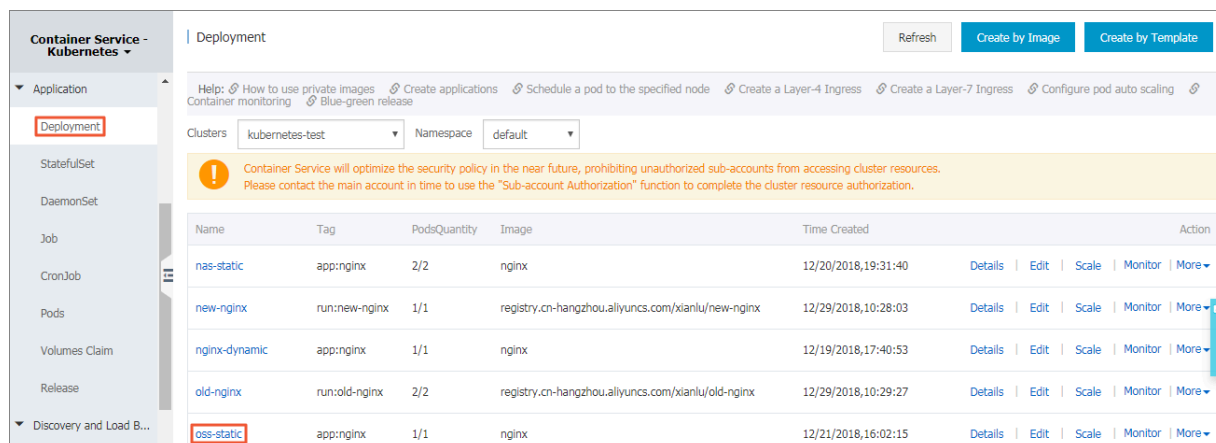 Container Service - Kubernetes
Deployment
Refresh
Create by Image
Create by Template
Application
Deployment
StatefulSet
DaemonSet
Job
CronJob
Pods
Volumes Claim
Release
Discovery and Load B...
Help: How to use private images Create applications Schedule a pod to the specified node Create a Layer-4 Ingress Create a Layer-7 Ingress Configure pod auto scaling
Container monitoring Blue-green release
Clusters kubernetes-test Namespace default
Container Service will optimize the security policy in the near future, prohibiting unauthorized sub-accounts from accessing cluster resources.
Please contact the main account in time to use the "Sub-account Authorization" function to complete the cluster resource authorization.
Name Tag PodsQuantity Image Time Created Action
nas-static app:nginx 2/2 nginx 12/20/2018,19:31:40 Details | Edit | Scale | Monitor | More
new-nginx run:new-nginx 1/1 registry.cn-hangzhou.aliyuncs.com/xianlu/new-nginx 12/29/2018,10:28:03 Details | Edit | Scale | Monitor | More
nginx-dynamic app:nginx 1/1 nginx 12/19/2018,17:40:53 Details | Edit | Scale | Monitor | More
old-nginx run:old-nginx 2/2 registry.cn-hangzhou.aliyuncs.com/xianlu/old-nginx 12/29/2018,10:29:27 Details | Edit | Scale | Monitor | More
oss-static app:nginx 1/1 nginx 12/21/2018,16:02:15 Details | Edit | Scale | Monitor | More